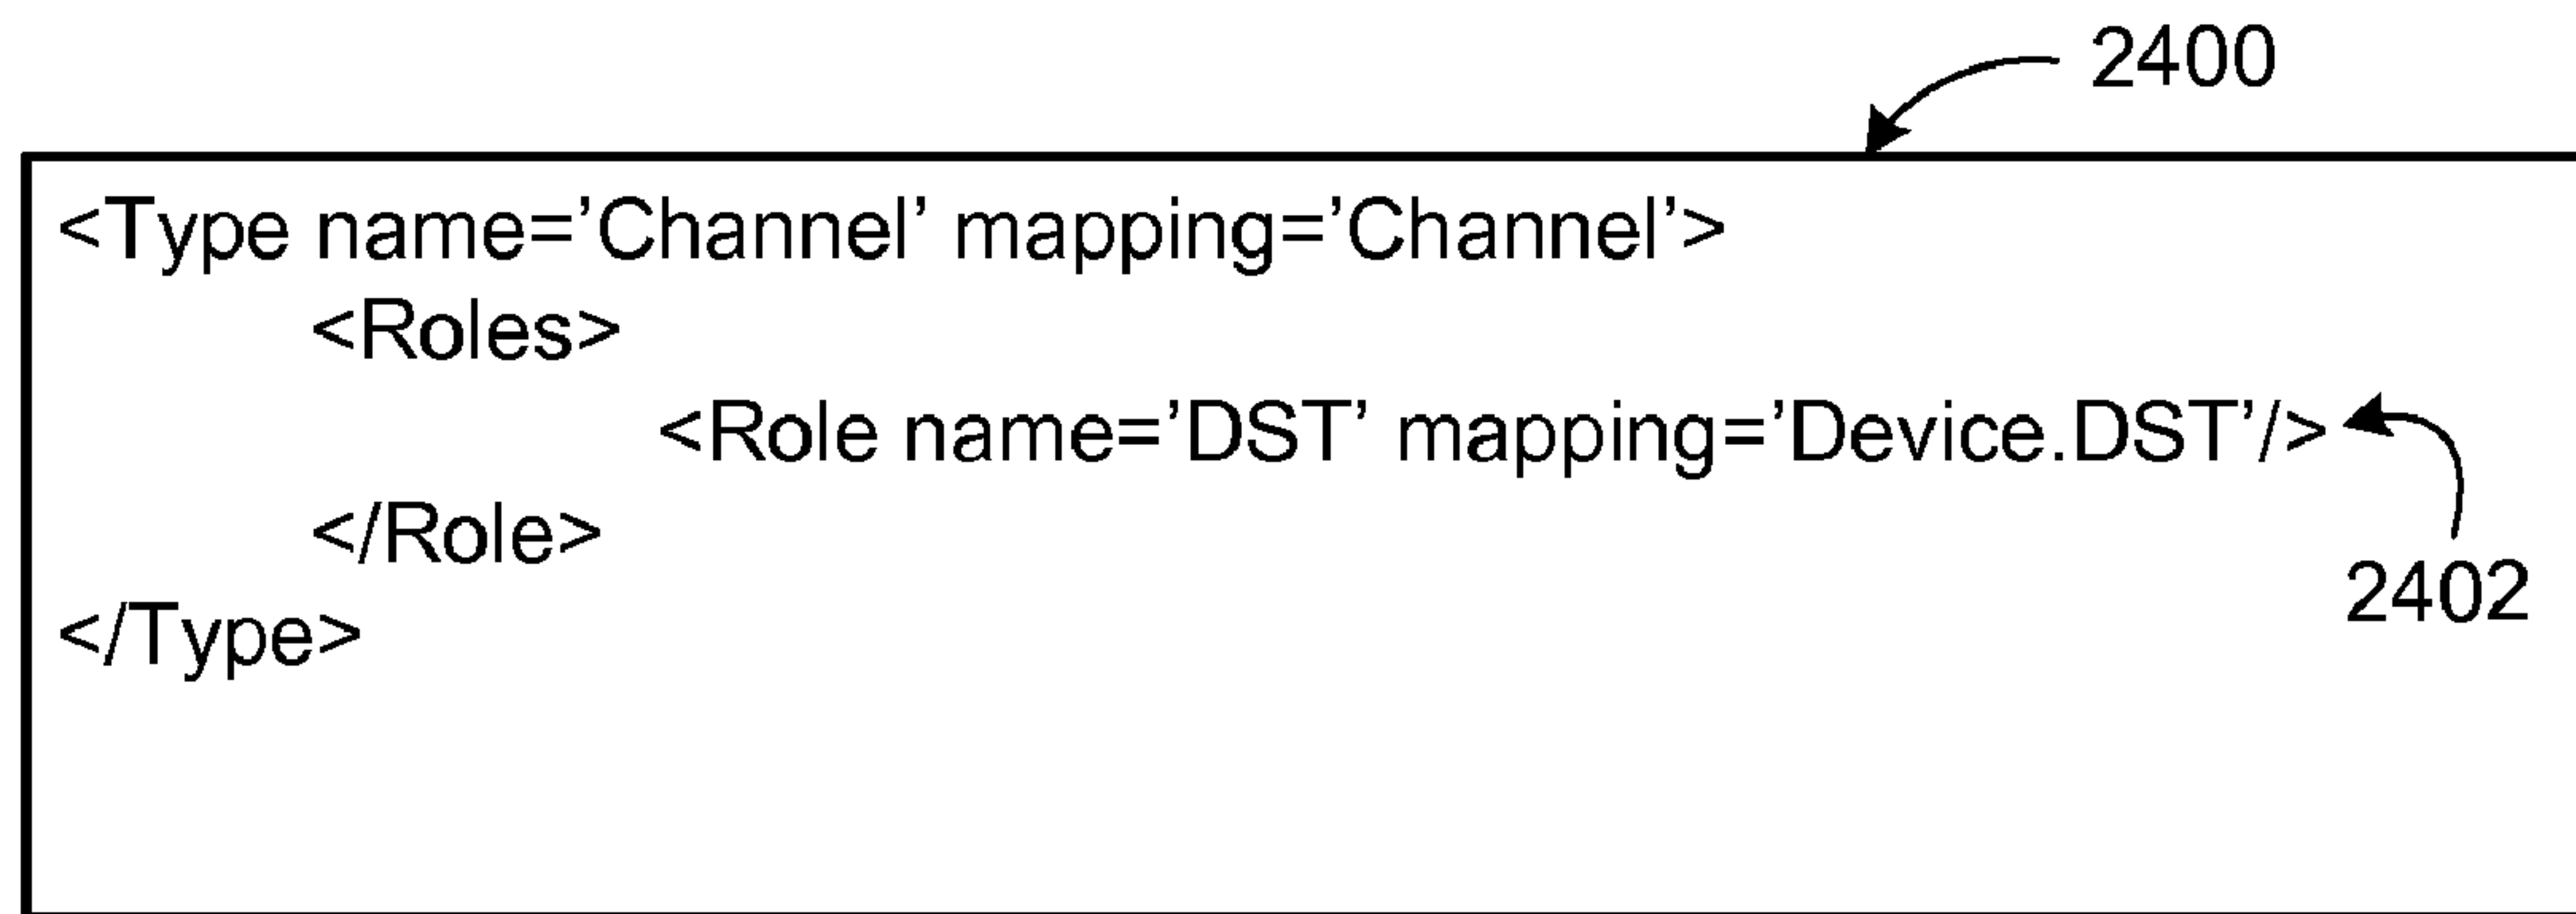 2400
<Type name=’Channel’ mapping=’Channel’>
<Roles>
<Role name=’DST’ mapping=’Device.DST’/>
</Role>
2402
</Type>